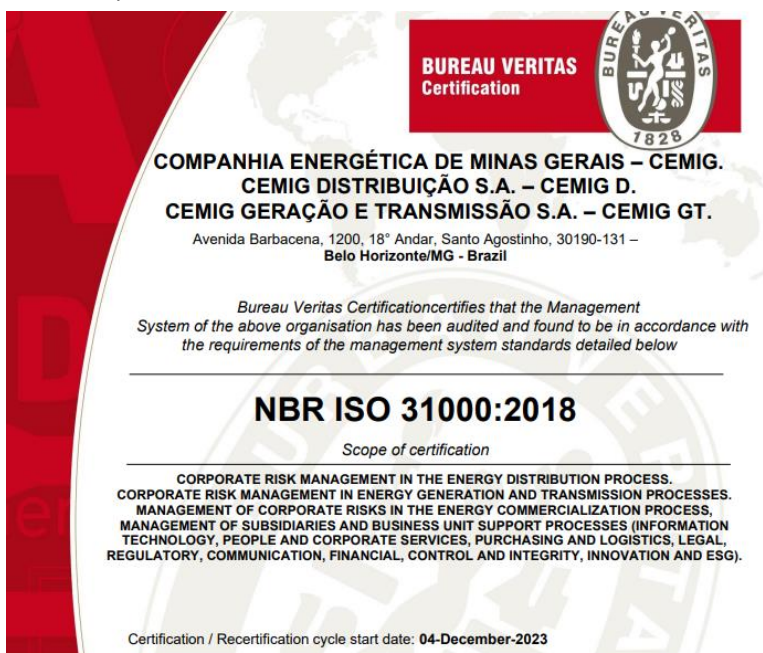 BUREAU VERITAS
Certification
BUREAU VERITAS
1828
COMPANHIA ENERGÉTICA DE MINAS GERAIS – CEMIG.
CEMIG DISTRIBUIÇÃO S.A. – CEMIG D.
CEMIG GERAÇÃO E TRANSMISSÃO S.A. – CEMIG GT.
Avenida Barbacena, 1200, 18° Andar, Santo Agostinho, 30190-131 –
Belo Horizonte/MG - Brazil
Bureau Veritas Certificationcertifies that the Management
System of the above organisation has been audited and found to be in accordance with
the requirements of the management system standards detailed below
NBR ISO 31000:2018
Scope of certification
CORPORATE RISK MANAGEMENT IN THE ENERGY DISTRIBUTION PROCESS.
CORPORATE RISK MANAGEMENT IN ENERGY GENERATION AND TRANSMISSION PROCESSES.
MANAGEMENT OF CORPORATE RISKS IN THE ENERGY COMMERCIALIZATION PROCESS,
MANAGEMENT OF SUBSIDIARIES AND BUSINESS UNIT SUPPORT PROCESSES (INFORMATION
TECHNOLOGY, PEOPLE AND CORPORATE SERVICES, PURCHASING AND LOGISTICS, LEGAL,
REGULATORY, COMMUNICATION, FINANCIAL, CONTROL AND INTEGRITY, INNOVATION AND ESG).
Certification / Recertification cycle start date: 04-December-2023